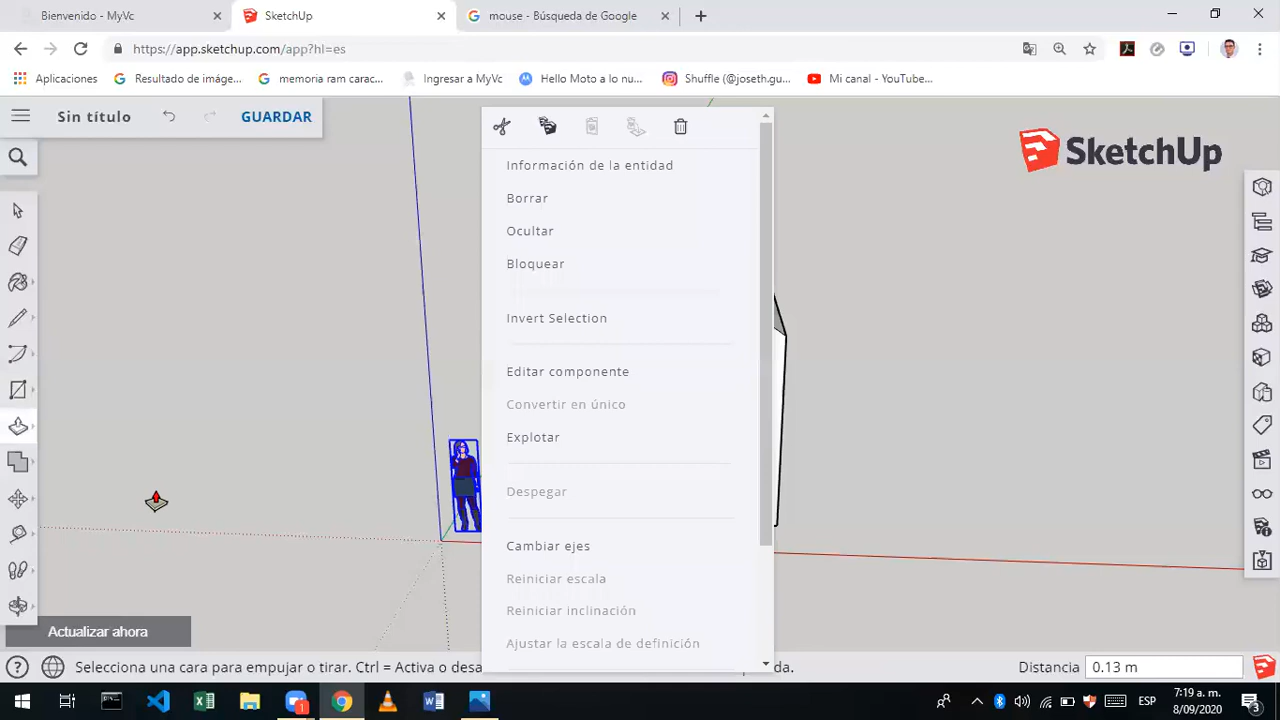 Bienvenido - MyVc
SketchUp
mouse - Búsqueda de Google
https://app.sketchup.com/app?hl=es
Aplicaciones
Resultado de imáge...
memoria ram carac...
Ingresar a MyVc
Hello Moto a lo nu...
Shuffle (@joseth.gu...
Mi canal - YouTube...
Sin título
GUARDAR
SketchUp
Información de la entidad
Borrar
Ocultar
Bloquear
Invert Selection
Editar componente
Convertir en único
Explotar
Despegar
Cambiar ejes
Reiniciar escala
Reiniciar inclinación
Ajustar la escala de definición
Actualizar ahora
Selecciona una cara para empujar o tirar. Ctrl = Activa o desa
da.
Distancia
0.13 m
1
ESP
7:19 a. m.
8/09/2020
3